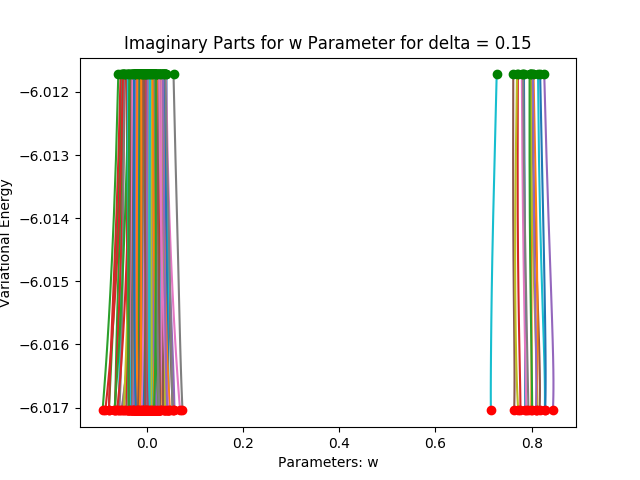 Imaginary Parts for w Parameter for delta = 0.15
Variational Energy
−6.012
−6.013
−6.014
−6.015
−6.016
−6.017
0.0 0.2 0.4 0.6 0.8
Parameters: w